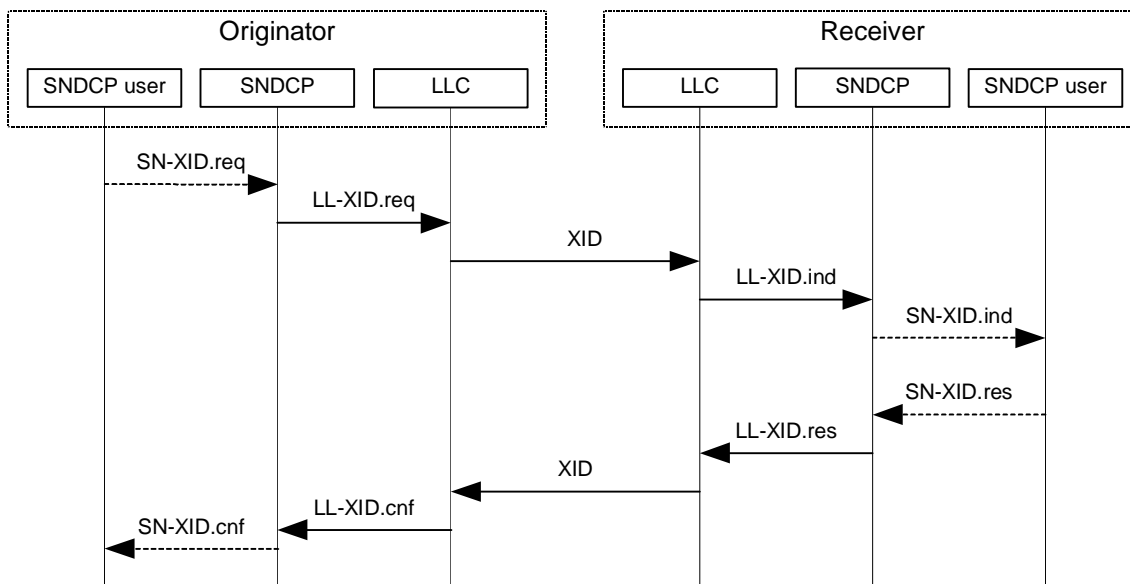 Originator
Receiver
SNDCP user
SNDCP
LLC
LLC
SNDCP
SNDCP user
SN-XID.req
LL-XID.req
XID
LL-XID.ind
SN-XID.ind
SN-XID.res
LL-XID.res
XID
LL-XID.cnf
SN-XID.cnf